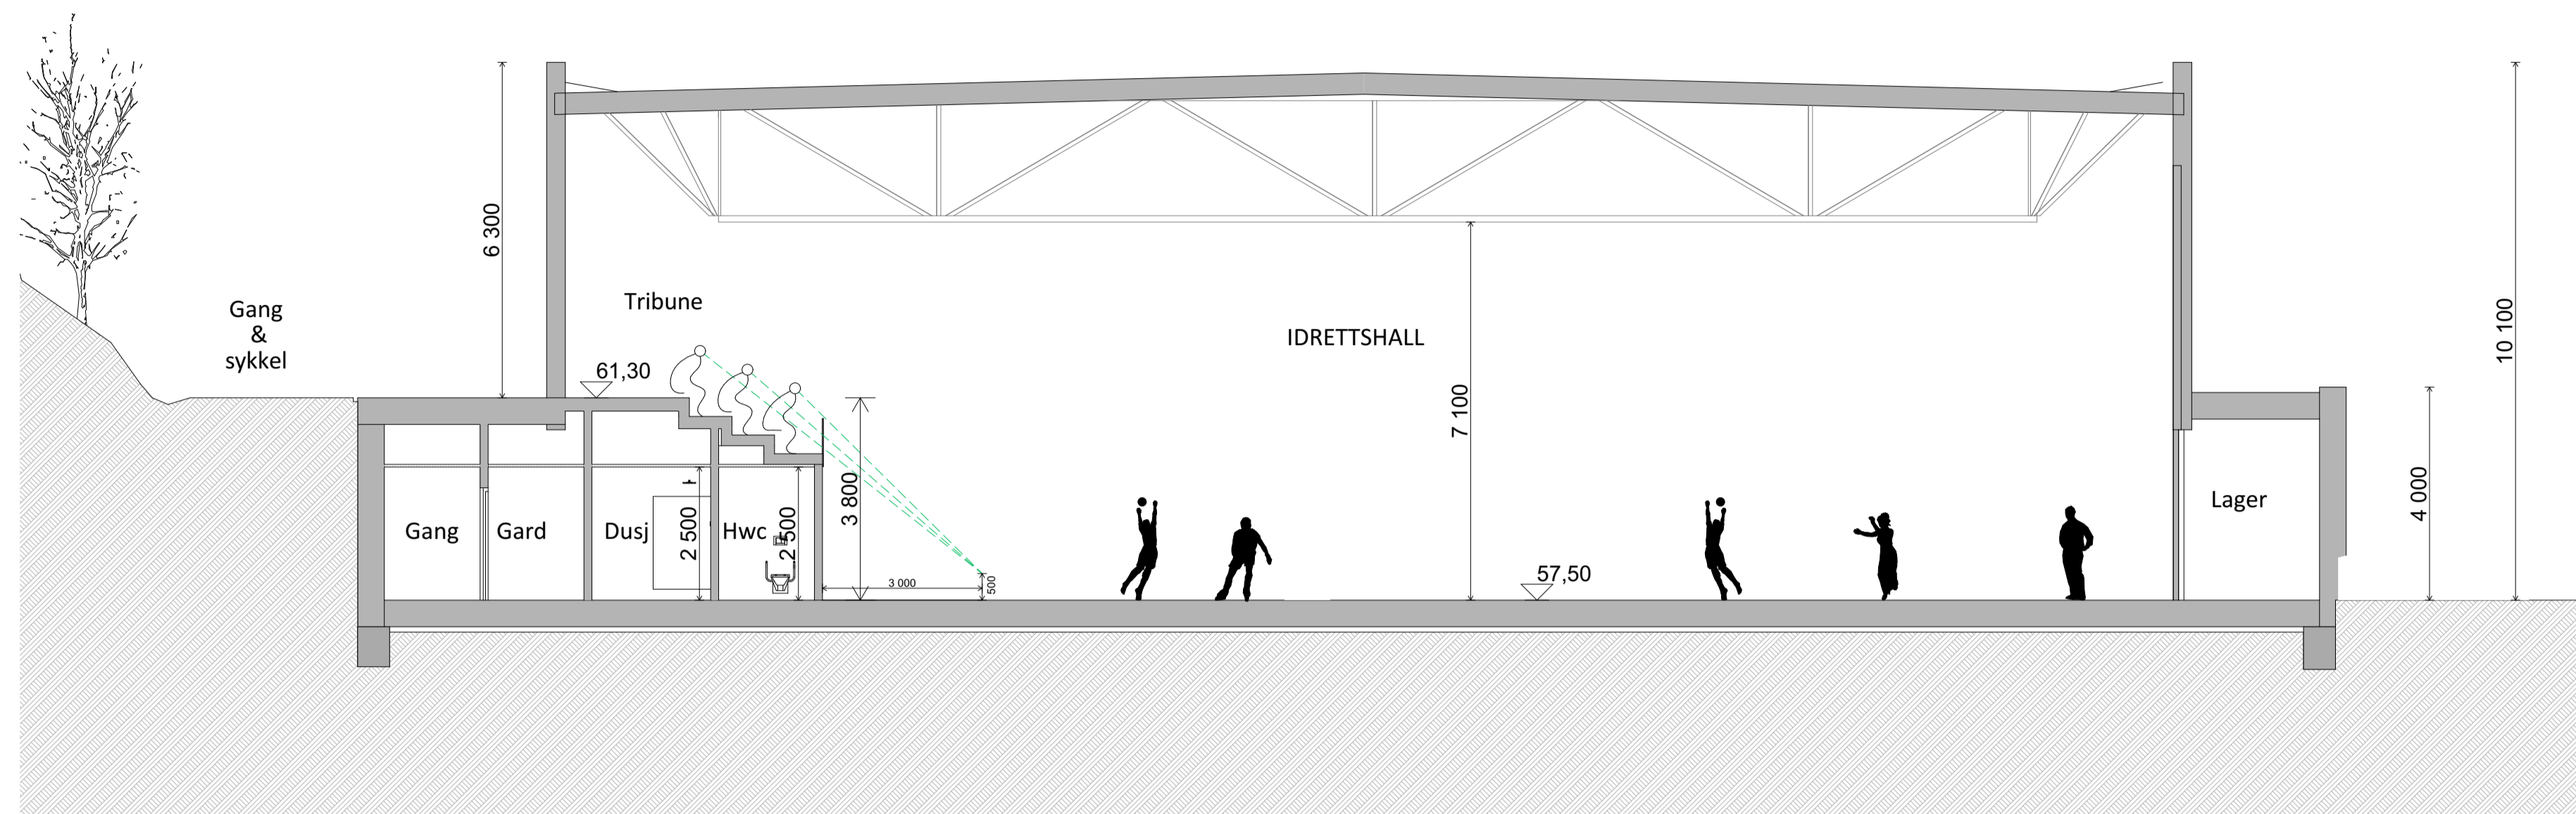 6 300
Gang
&
sykkel
Tribune
61,30
IDRETTSHALL
7 100
10 100
3 800
4 000
Gang
Gard
Dusj
2 500
Hwc
2 500
3 000
500
57,50
Lager